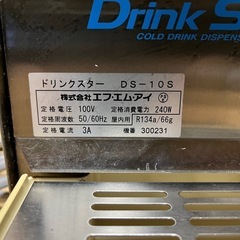 Drink S
COLD DRINK DISPENS
ドリンクスター DS-10S
株式会社エフ・エム・アイ
定格電圧 100V 定格消費電力 240W
定格周波数 50/60Hz 屋内用 R134a/66g
定格電流 3A 機番 300231